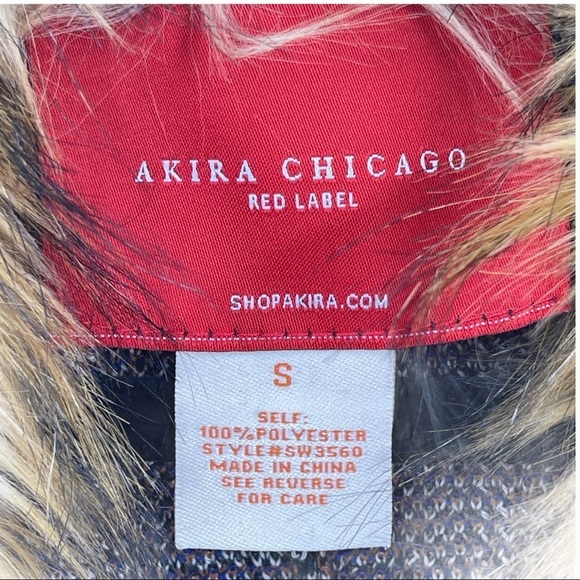 AKIRA CHICAGO
RED LABEL
SHOPAKIRA.COM
S
SELF:
100%POLYESTER
STYLE#SW3560
MADE IN CHINA
SEE REVERSE
FOR CARE